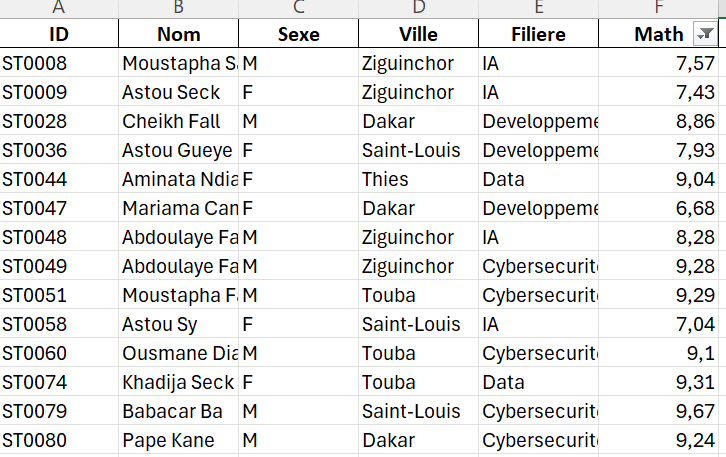 A B C D E F
ID Nom Sexe Ville Filiere Math
ST0008 Moustapha S M Ziguinchor IA 7,57
ST0009 Astou Seck F Ziguinchor IA 7,43
ST0028 Cheikh Fall M Dakar Developpeme 8,86
ST0036 Astou Gueye F Saint-Louis Developpeme 7,93
ST0044 Aminata Ndia F Thies Data 9,04
ST0047 Mariama Can F Dakar Developpeme 6,68
ST0048 Abdoulaye Fa M Ziguinchor IA 8,28
ST0049 Abdoulaye Fa M Ziguinchor Cybersecurit 9,28
ST0051 Moustapha F M Touba Cybersecurit 9,29
ST0058 Astou Sy F Saint-Louis IA 7,04
ST0060 Ousmane Dia M Touba Cybersecurit 9,1
ST0074 Khadija Seck F Touba Data 9,31
ST0079 Babacar Ba M Saint-Louis Cybersecurit 9,67
ST0080 Pape Kane M Dakar Cybersecurit 9,24